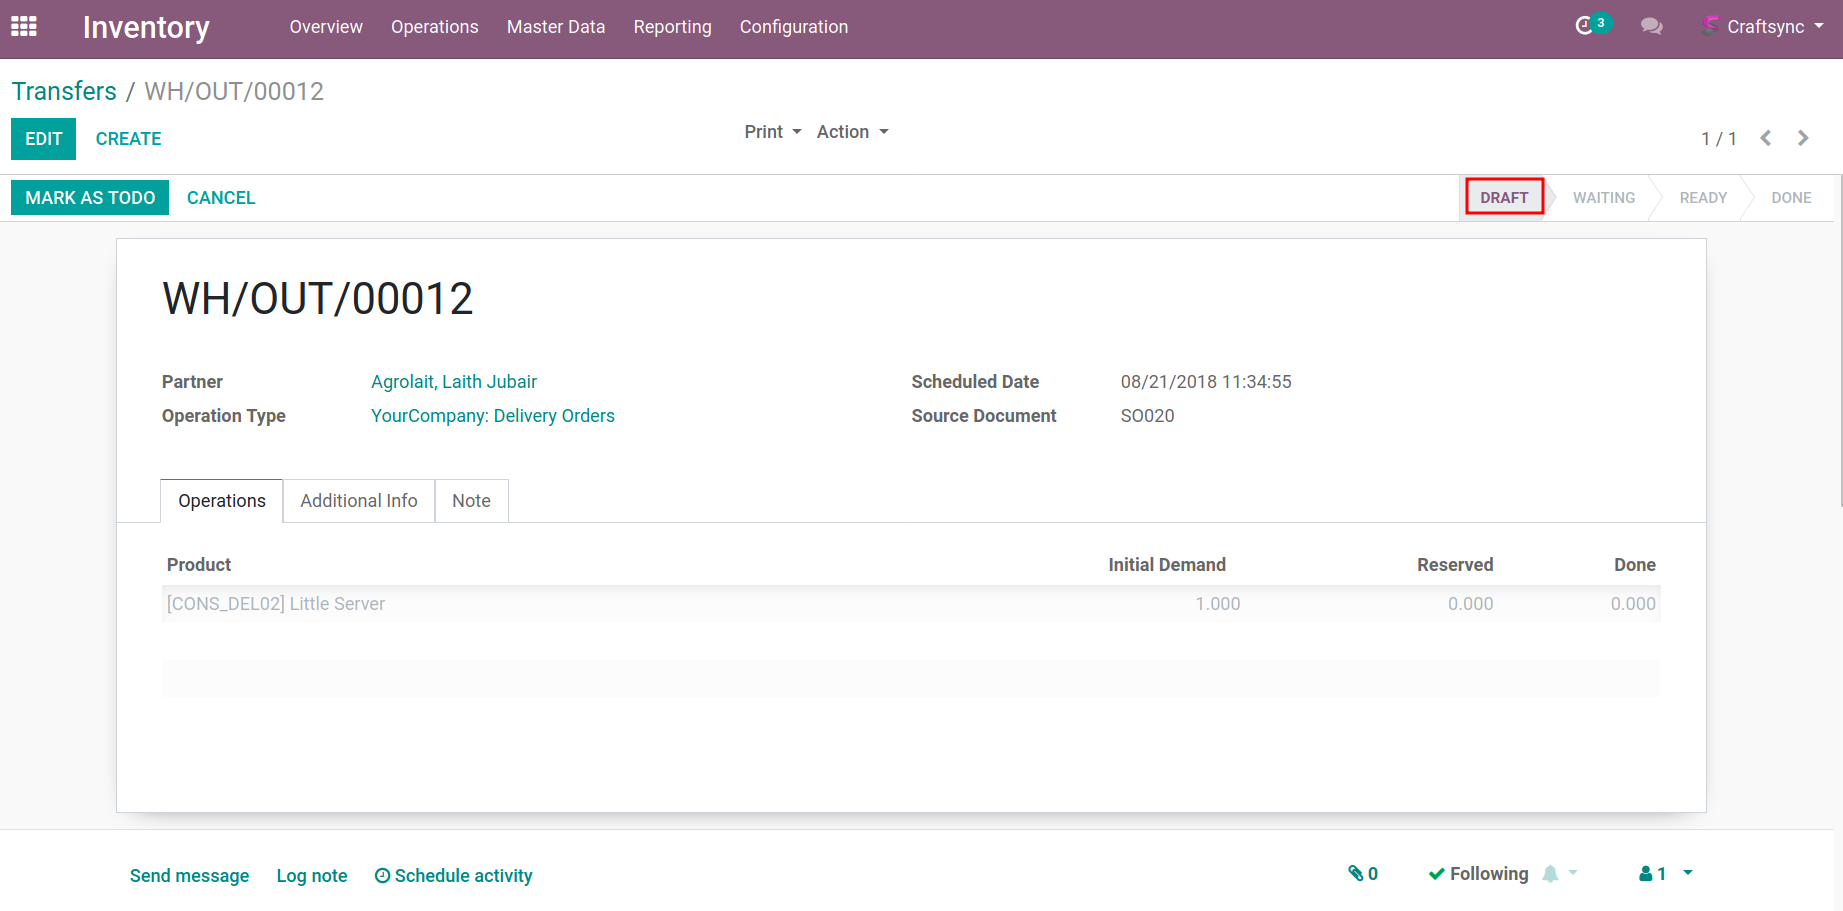 Inventory Overview Operations Master Data Reporting Configuration 3 Craftsync
Transfers / WH/OUT/00012
EDIT CREATE Print Action 1 / 1
MARK AS TODO CANCEL DRAFT WAITING READY DONE
WH/OUT/00012
Partner Agrolait, Laith Jubair Scheduled Date 08/21/2018 11:34:55
Operation Type YourCompany: Delivery Orders Source Document SO020
Operations Additional Info Note
Product Initial Demand Reserved Done
[CONS_DEL02] Little Server 1.000 0.000 0.000
Send message Log note Schedule activity 0 Following 1